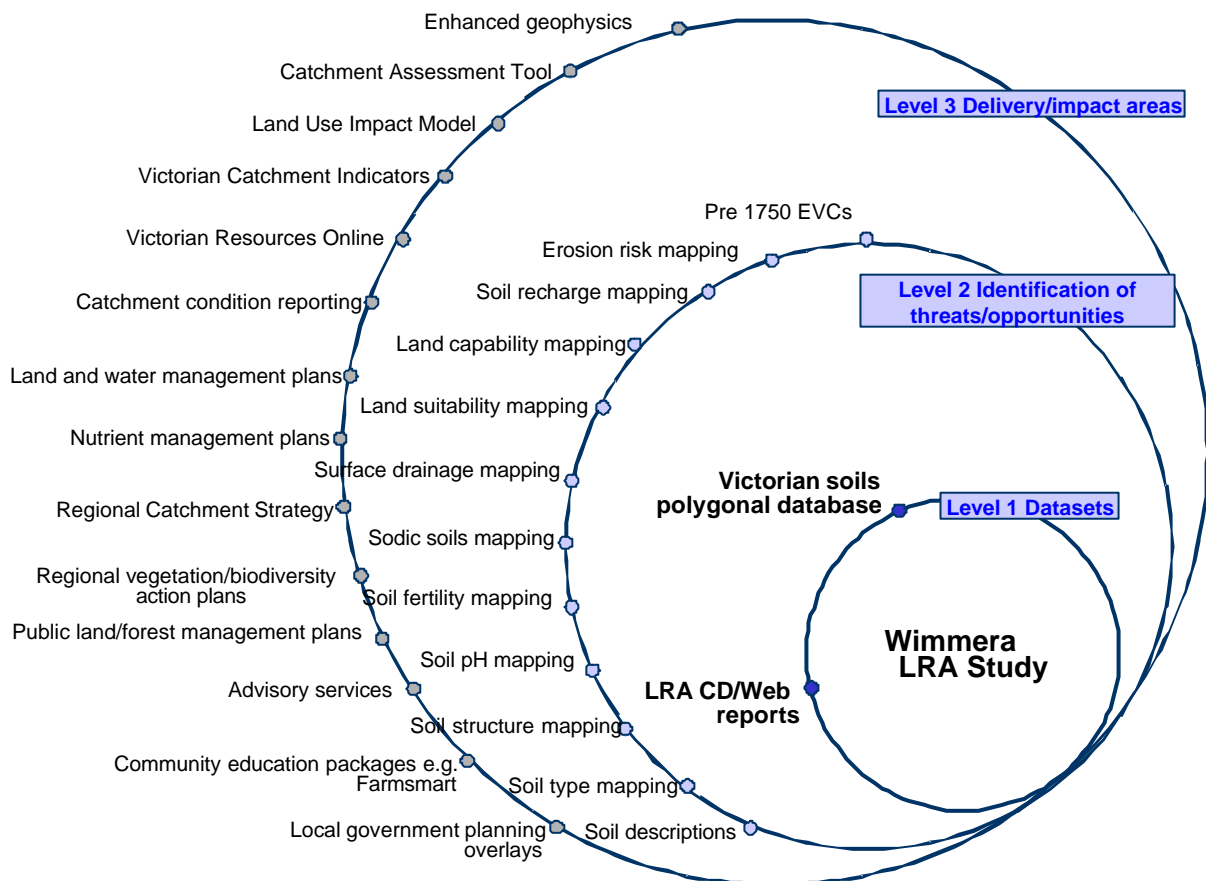 Enhanced geophysics
Catchment Assessment Tool
Level 3 Delivery/impact areas
Land Use Impact Model
Victorian Catchment Indicators
Pre 1750 EVCs
Victorian Resources Online
Erosion risk mapping
Soil recharge mapping
Level 2 Identification of
threats/opportunities
Catchment condition reporting
Land capability mapping
Land and water management plans
Land suitability mapping
Nutrient management plans
Surface drainage mapping
Victorian soils
polygonal database
Level 1 Datasets
Regional Catchment Strategy
Sodic soils mapping
Regional vegetation/biodiversity
action plans
Soil fertility mapping
Public land/forest management plans
Wimmera
LRA Study
Soil pH mapping
Advisory services
LRA CD/Web
reports
Soil structure mapping
Community education packages e.g.
Farmsmart
Soil type mapping
Local government planning
overlays
Soil descriptions